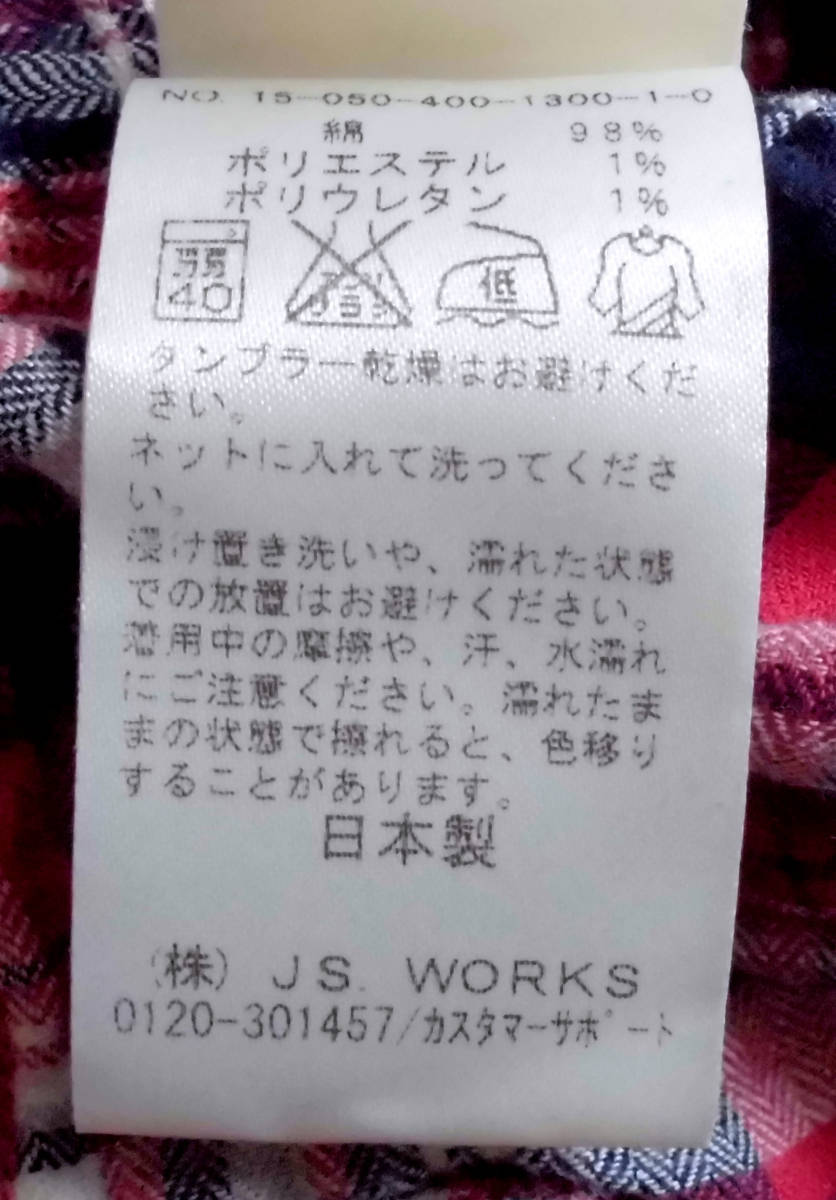 NO. 15-050-400-1300-1-0
綿 98%
ポリエステル 1%
ポリウレタン 1%
40 低
タンブラー乾燥はお避けくだ
さい。
ネットに入れて洗ってくださ
い。
浸け置き洗いや、濡れた状態
での放置はお避けください。
着用中の摩擦や、汗、水濡れ
にご注意ください。濡れたま
まの状態で擦れると、色移り
することがあります。
日本製
(株) J.S. WORKS
0120-301457/カスタマーサポート